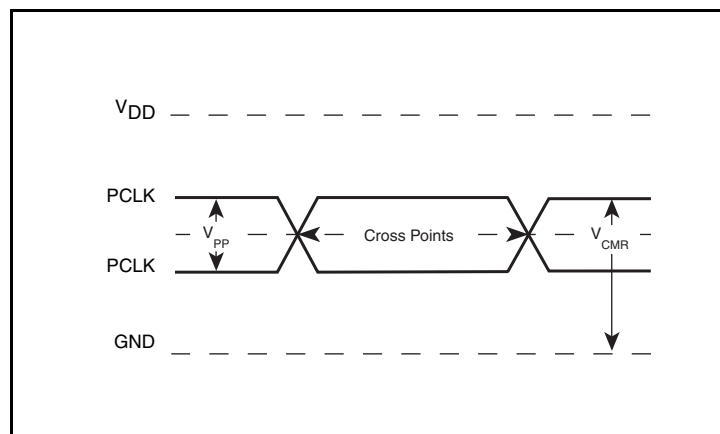 VDD
PCLK
VPP
Cross Points
VCMR
PCLK
GND